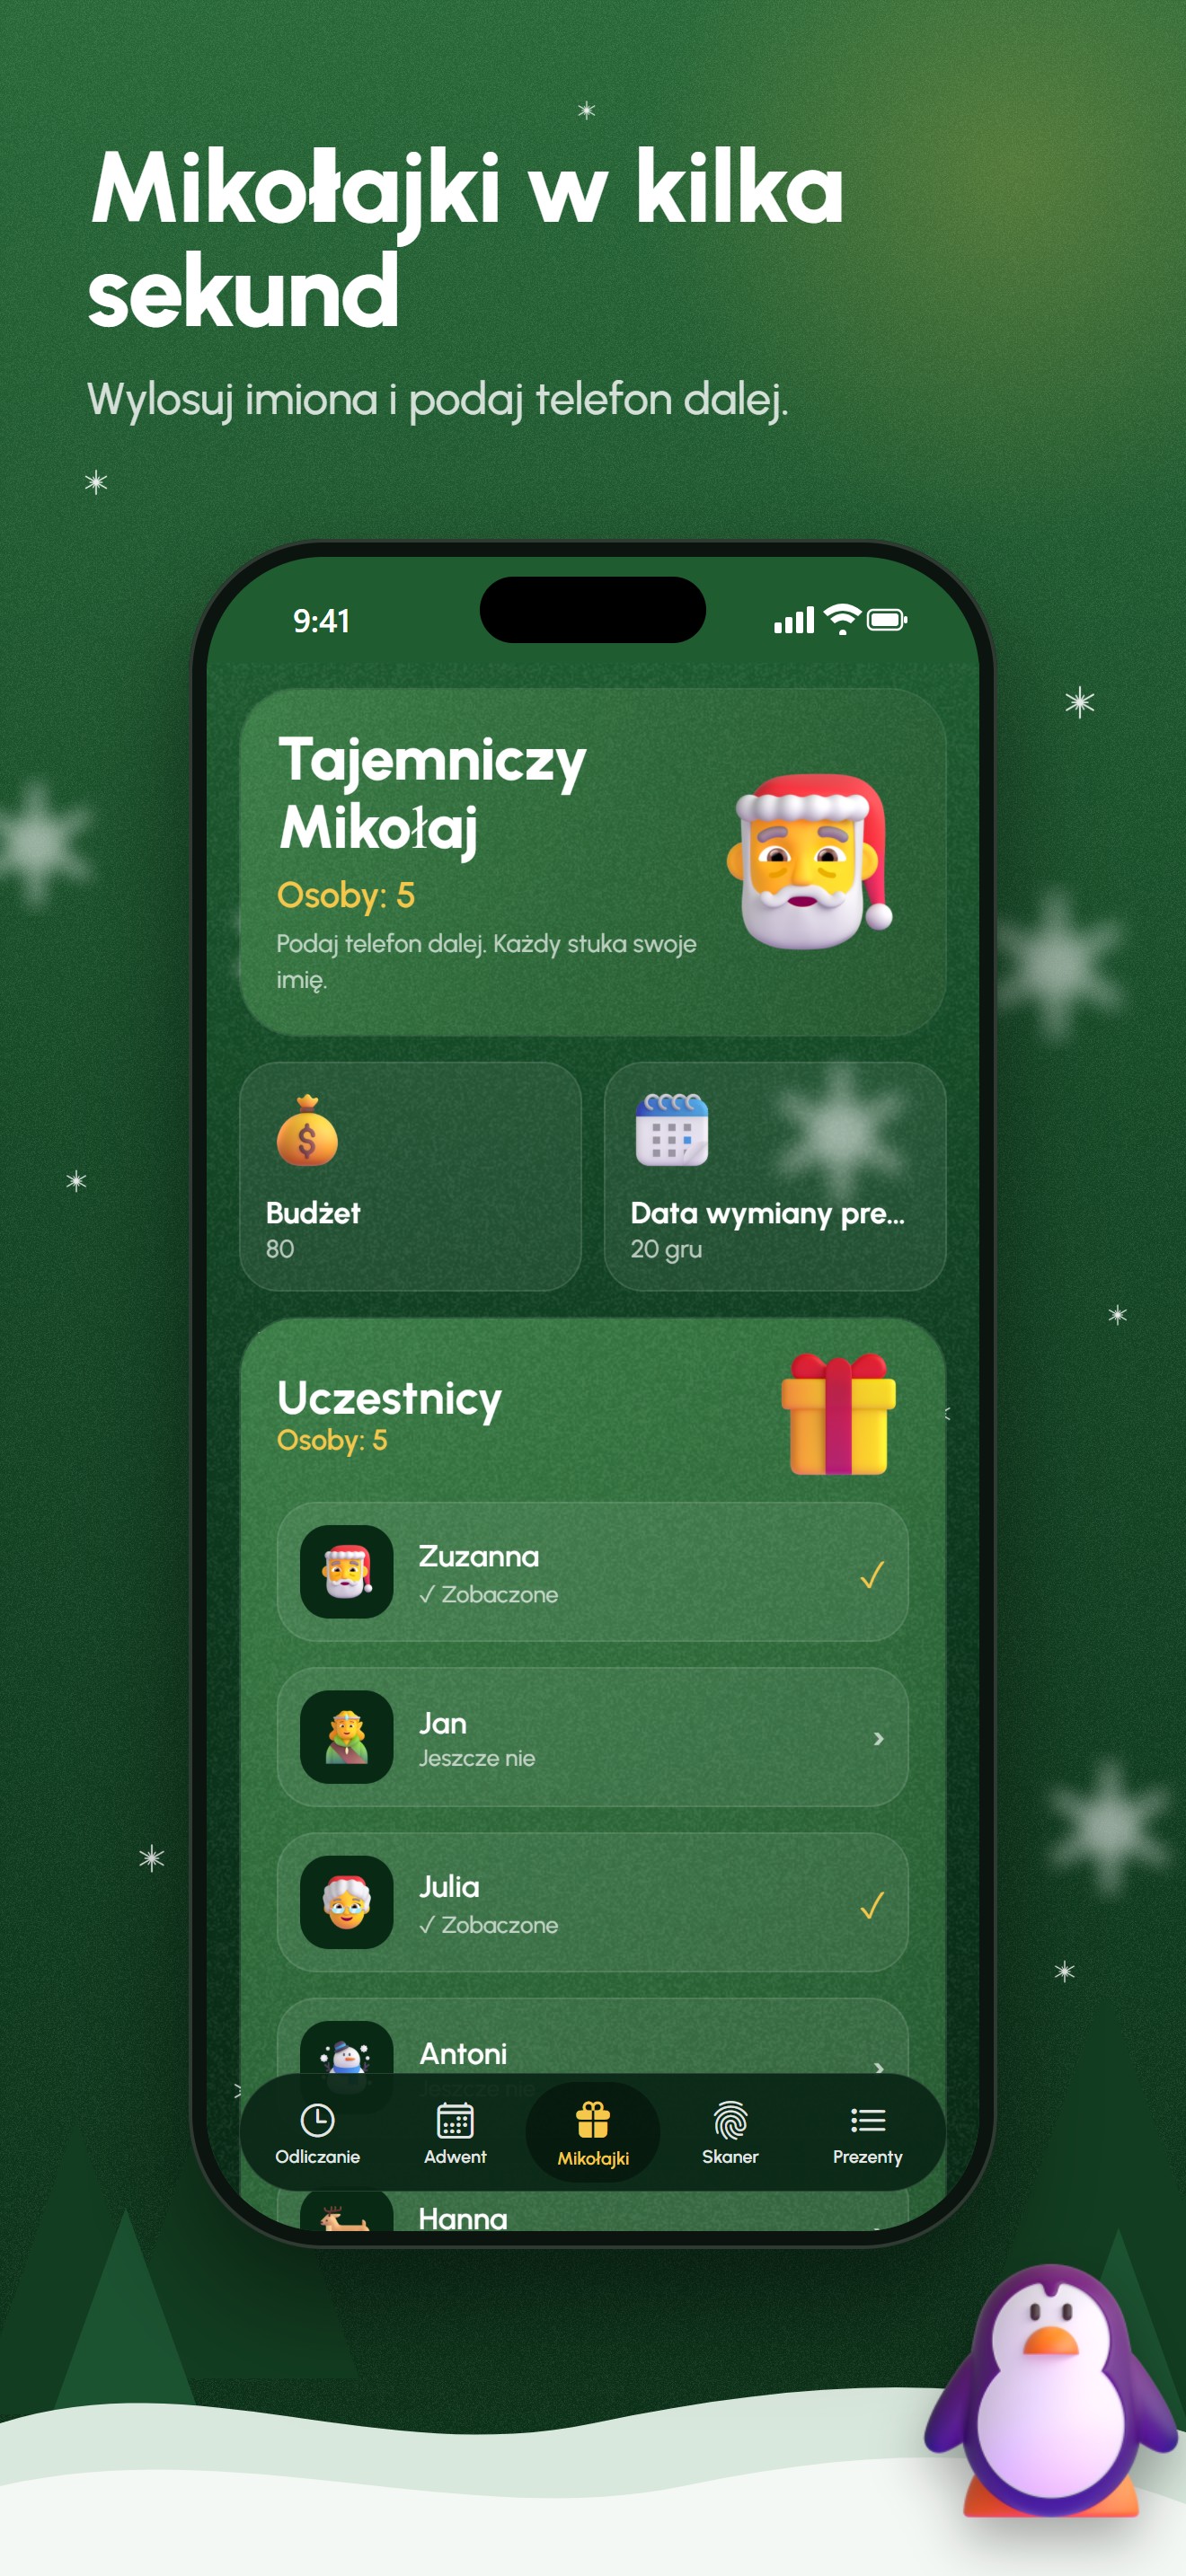 Mikołajki w kilka
sekund
Wylosuj imiona i podaj telefon dalej.
9:41
Tajemniczy
Mikołaj
Osoby: 5
Podaj telefon dalej. Każdy stuka swoje
imię.
Budżet
80
Data wymiany pre...
20 gru
Uczestnicy
Osoby: 5
Zuzanna
✓ Zobaczone
Jan
Jeszcze nie
Julia
✓ Zobaczone
Antoni
Jeszcze nie
Odliczanie
Adwent
Mikołajki
Skaner
Prezenty
Hanna